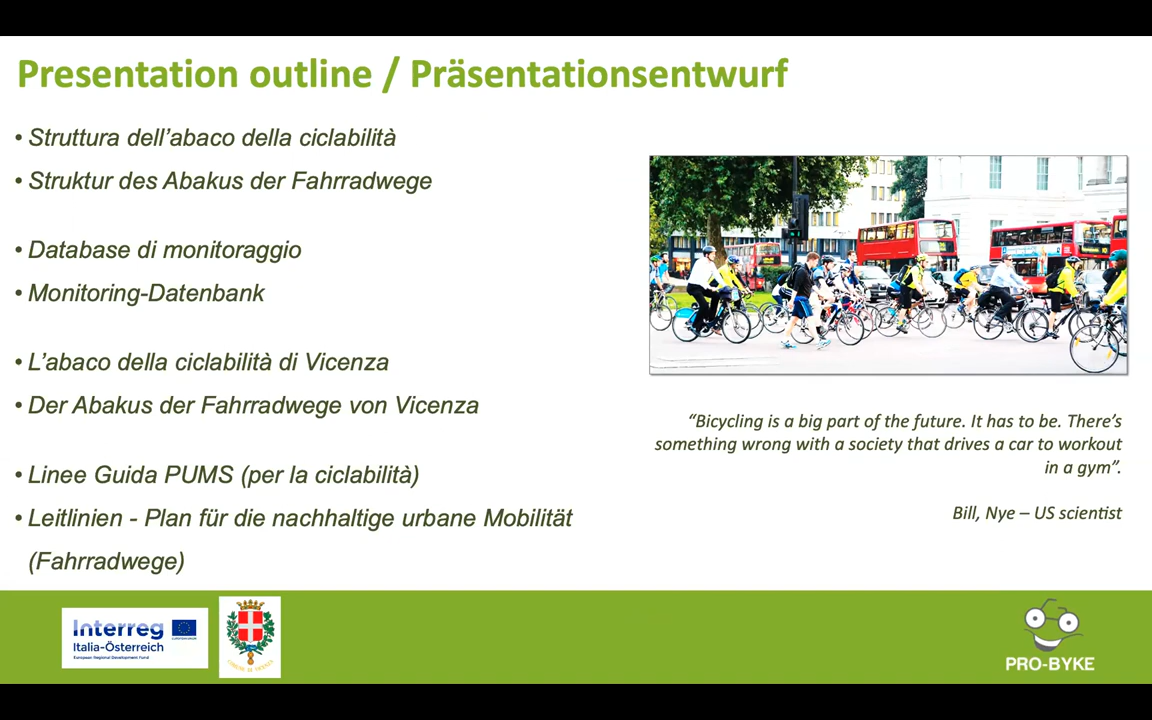 Presentation outline / Präsentationsentwurf
• Struttura dell’abaco della ciclabilità
• Struktur des Abakus der Fahrradwege
• Database di monitoraggio
• Monitoring-Datenbank
• L’abaco della ciclabilità di Vicenza
• Der Abakus der Fahrradwege von Vicenza
• Linee Guida PUMS (per la ciclabilità)
• Leitlinien - Plan für die nachhaltige urbane Mobilität
(Fahrradwege)
“Bicycling is a big part of the future. It has to be. There’s
something wrong with a society that drives a car to workout
in a gym”.
Bill, Nye – US scientist
Interreg
Italia-Österreich
European Regional Development Fund
COMUNE DI VICENZA
PRO-BYKE